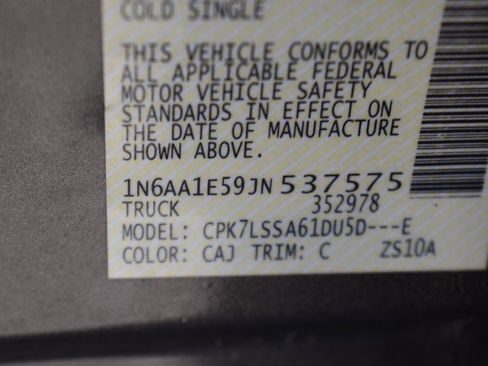 COLD SINGLE
THIS VEHICLE CONFORMS TO
ALL APPLICABLE FEDERAL
MOTOR VEHICLE SAFETY
STANDARDS IN EFFECT ON
THE DATE OF MANUFACTURE
SHOWN ABOVE.
1N6AA1E59JN537575
TRUCK 352978
MODEL: CPK7LSSA61DU5D---E
COLOR: CAJ TRIM: C ZS10A